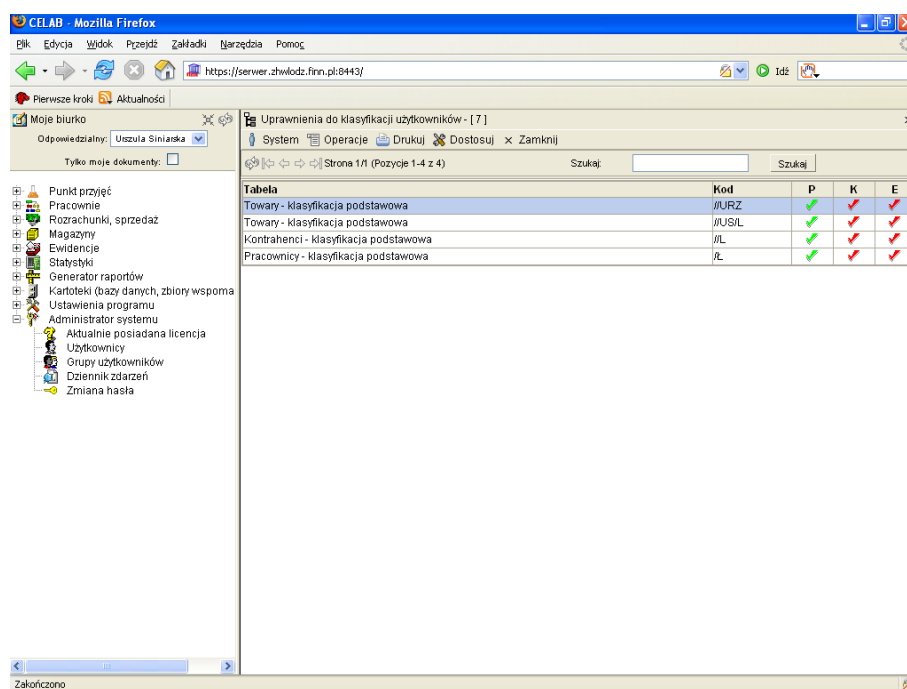 CELAB - Mozilla Firefox
Plik Edycja Widok Przejdź Zakładki Narzędzia Pomoc
https://serwer.zhwlodz.finn.pl:8443/ Idź
Pierwsze kroki Aktualności
Moje biurko
Odpowiedzialny: Urszula Siniarska
Tylko moje dokumenty:
Punkt przyjęć
Pracownie
Rozrachunki, sprzedaż
Magazyny
Ewidencje
Statystyki
Generator raportów
Kartoteki (bazy danych, zbiory wspoma
Ustawienia programu
Administrator systemu
Aktualnie posiadana licencja
Użytkownicy
Grupy użytkowników
Dziennik zdarzeń
Zmiana hasła
Uprawnienia do klasyfikacji użytkowników - [ 7 ]
System Operacje Drukuj Dostosuj x Zamknij
Strona 1/1 (Pozycje 1-4 z 4) Szukaj: Szukaj
Tabela Kod P K E
Towary - klasyfikacja podstawowa //URZ
Towary - klasyfikacja podstawowa //US/L
Kontrahenci - klasyfikacja podstawowa //L
Pracownicy - klasyfikacja podstawowa /Ł
Zakończono